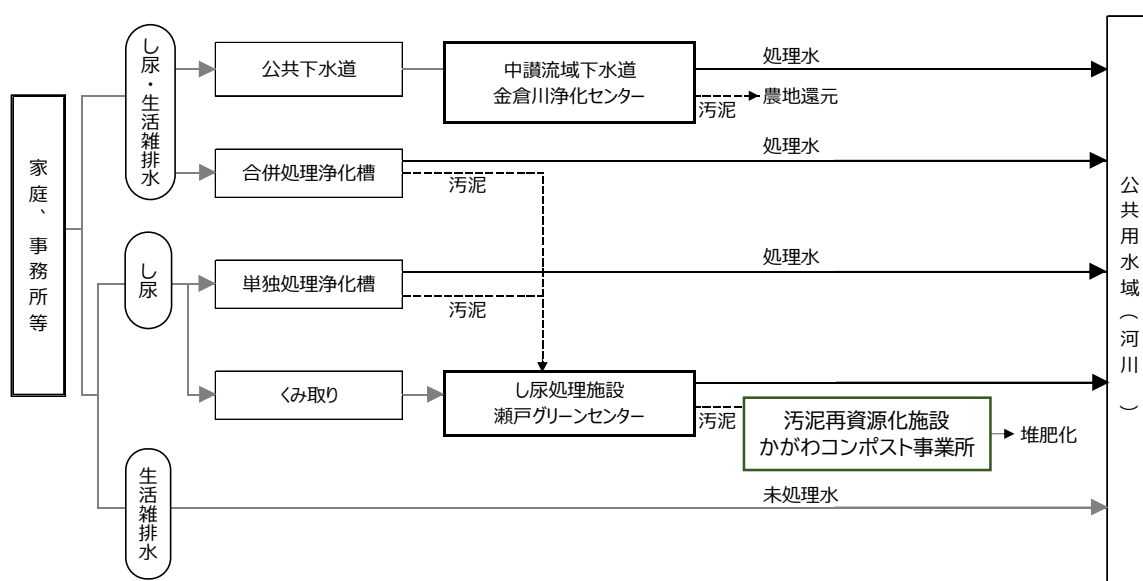 家庭、事務所等
し尿・生活雑排水
公共下水道
中讃流域下水道
金倉川浄化センター
処理水
汚泥
農地還元
合併処理浄化槽
処理水
汚泥
し尿
単独処理浄化槽
処理水
汚泥
くみ取り
し尿処理施設
瀬戸グリーンセンター
汚泥
汚泥再資源化施設
かがわコンポスト事業所
堆肥化
生活雑排水
未処理水
公共用水域(河川)